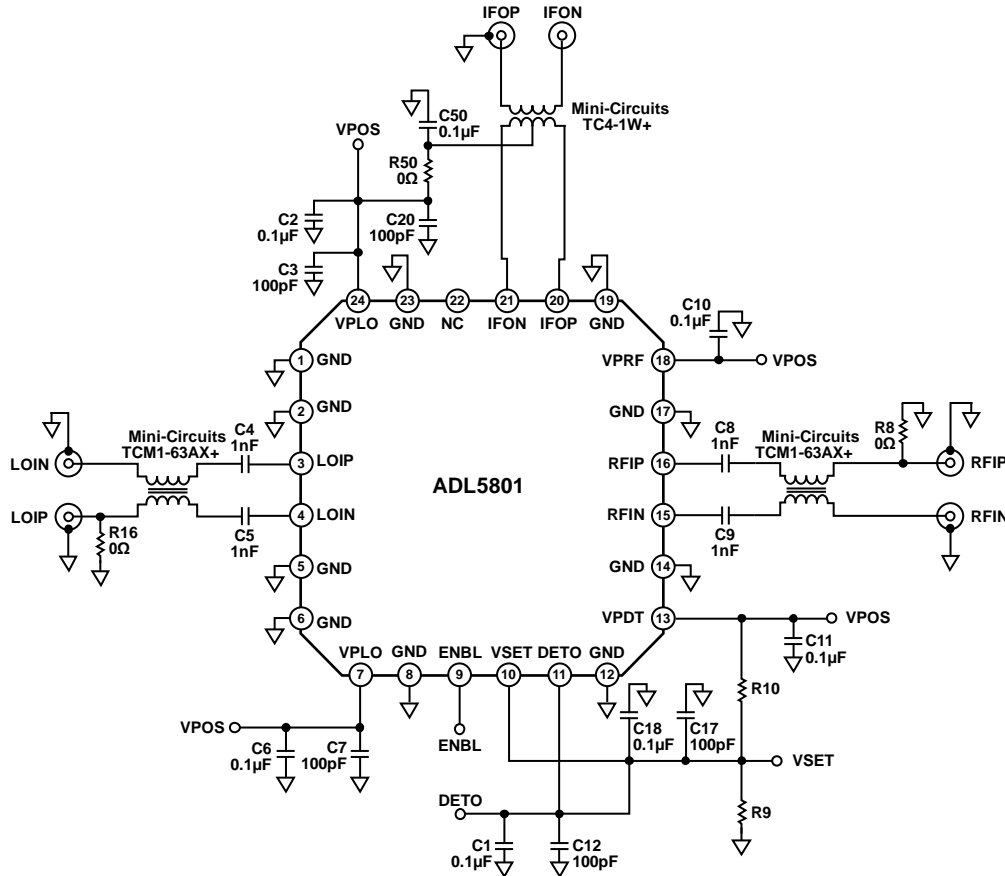 IFOP IFON
Mini-Circuits
TC4-1W+
C50
0.1µF
VPOS
R50
0Ω
C2
0.1µF
C20
100pF
C3
100pF
24 23 22 21 20 19
VPLO GND NC IFON IFOP GND
C10
0.1µF
VPRF 18 VPOS
1 GND
2 GND
GND 17
Mini-Circuits
TCM1-63AX+
C4
1nF
LOIN
3 LOIP
LOIP
4 LOIN
R16
0Ω
C5
1nF
5 GND
6 GND
ADL5801
C8
1nF
Mini-Circuits
TCM1-63AX+
R8
0Ω
RFIP 16
RFIP
RFIN 15
RFIN
C9
1nF
GND 14
VPDT 13
VPOS
C11
0.1µF
R10
VPLO GND ENBL VSET DETO GND
7 8 9 10 11 12
VPOS
C6
0.1µF
C7
100pF
ENBL
C18
0.1µF
C17
100pF
VSET
R9
DETO
C1
0.1µF
C12
100pF